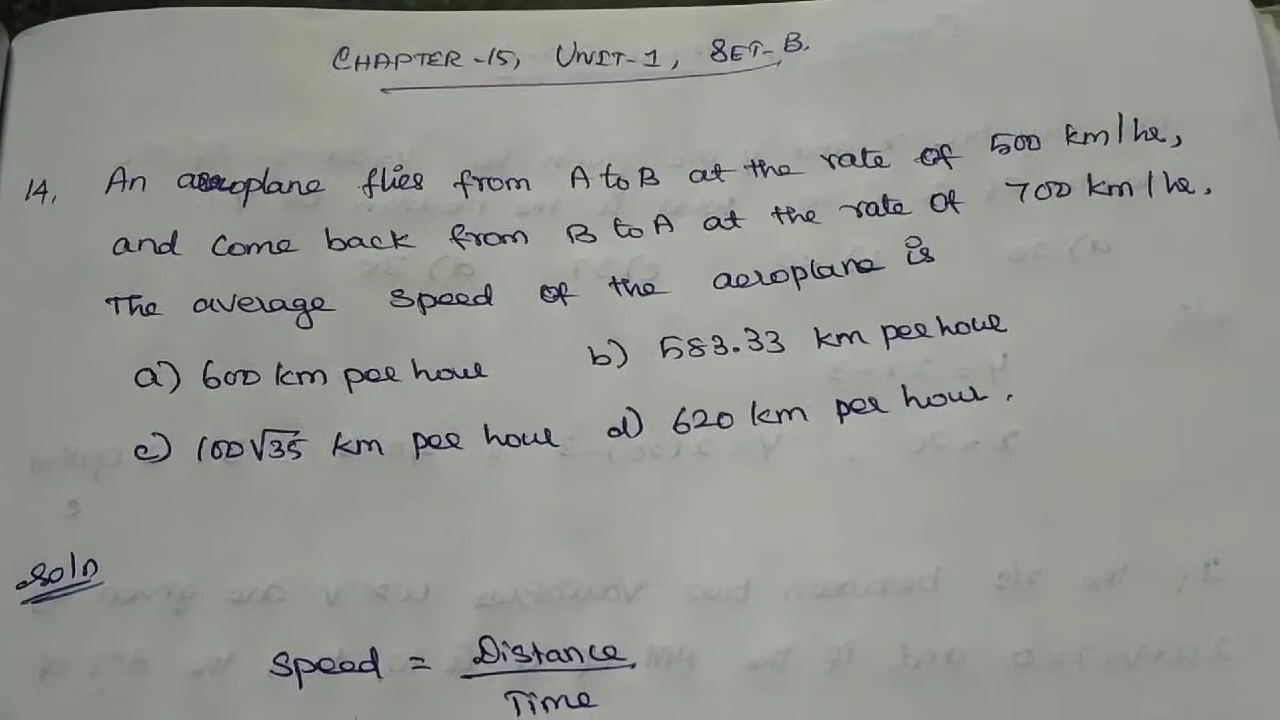 CHAPTER-15, UNIT-1, SET-B.
14. An aeroplane flies from A to B at the rate of 500 km/hr,
and come back from B to A at the rate of 700 km/hr.
The average speed of the aeroplane is
a) 600 km per hour b) 583.33 km per hour
c) 100√35 km per hour d) 620 km per hour.
Soln
Speed = Distance
Time